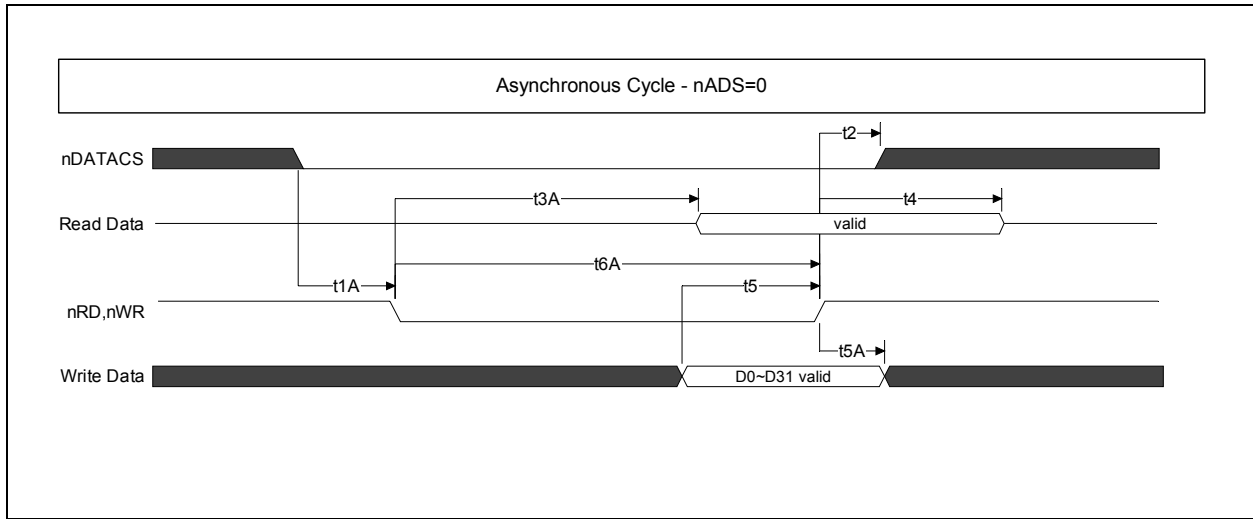 Asynchronous Cycle - nADS=0
t2
nDATACS
t3A
t4
Read Data
valid
t6A
t1A
t5
nRD,nWR
t5A
Write Data
D0~D31 valid